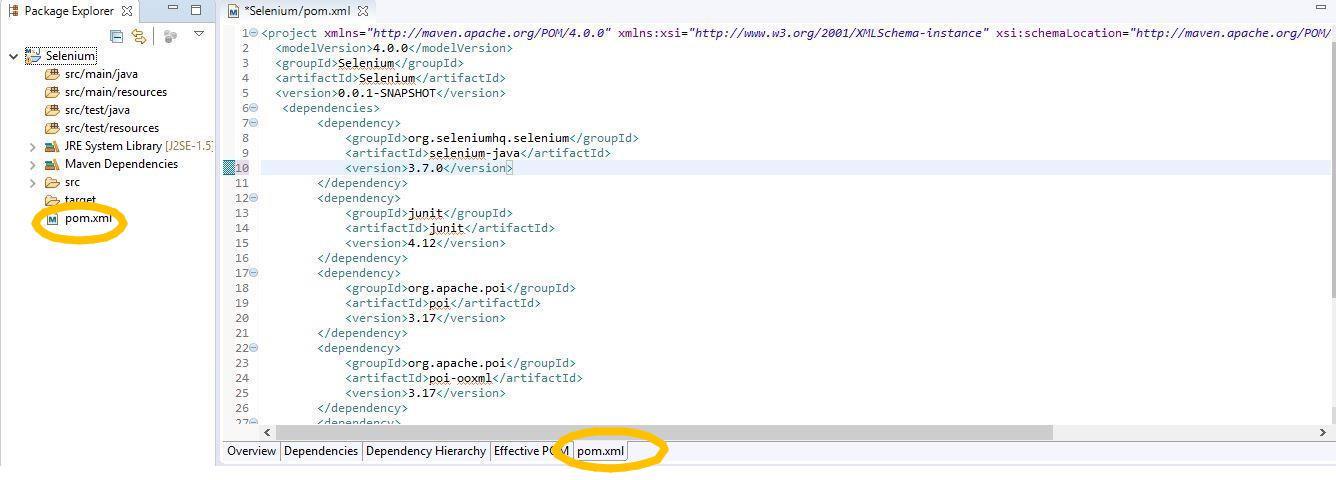 Package Explorer
Selenium
src/main/java
src/main/resources
src/test/java
src/test/resources
JRE System Library [J2SE-1.5]
Maven Dependencies
src
target
pom.xml
*Selenium/pom.xml
1 <project xmlns="http://maven.apache.org/POM/4.0.0" xmlns:xsi="http://www.w3.org/2001/XMLSchema-instance" xsi:schemaLocation="http://maven.apache.org/POM/
2 <modelVersion>4.0.0</modelVersion>
3 <groupId>Selenium</groupId>
4 <artifactId>Selenium</artifactId>
5 <version>0.0.1-SNAPSHOT</version>
6 <dependencies>
7 <dependency>
8 <groupId>org.seleniumhq.selenium</groupId>
9 <artifactId>selenium-java</artifactId>
10 <version>3.7.0</version>
11 </dependency>
12 <dependency>
13 <groupId>junit</groupId>
14 <artifactId>junit</artifactId>
15 <version>4.12</version>
16 </dependency>
17 <dependency>
18 <groupId>org.apache.poi</groupId>
19 <artifactId>poi</artifactId>
20 <version>3.17</version>
21 </dependency>
22 <dependency>
23 <groupId>org.apache.poi</groupId>
24 <artifactId>poi-ooxml</artifactId>
25 <version>3.17</version>
26 </dependency>
27 <dependency>
Overview Dependencies Dependency Hierarchy Effective POM pom.xml